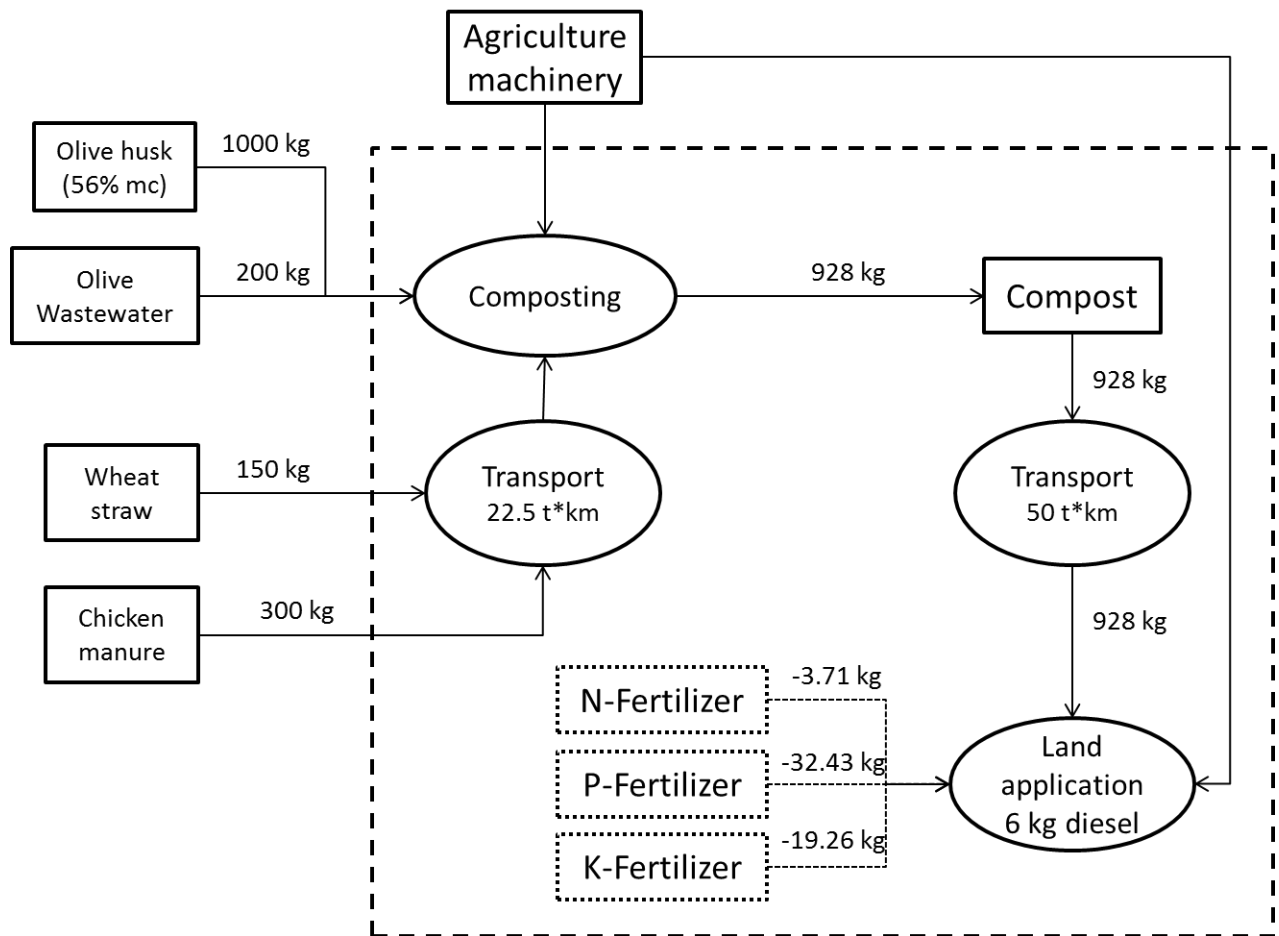 Agriculture
machinery
Olive husk
(56% mc)
1000 kg
Olive
Wastewater
200 kg
Composting
928 kg
Compost
928 kg
Wheat
straw
150 kg
Transport
22.5 t*km
Transport
50 t*km
Chicken
manure
300 kg
928 kg
N-Fertilizer
-3.71 kg
P-Fertilizer
-32.43 kg
K-Fertilizer
-19.26 kg
Land
application
6 kg diesel